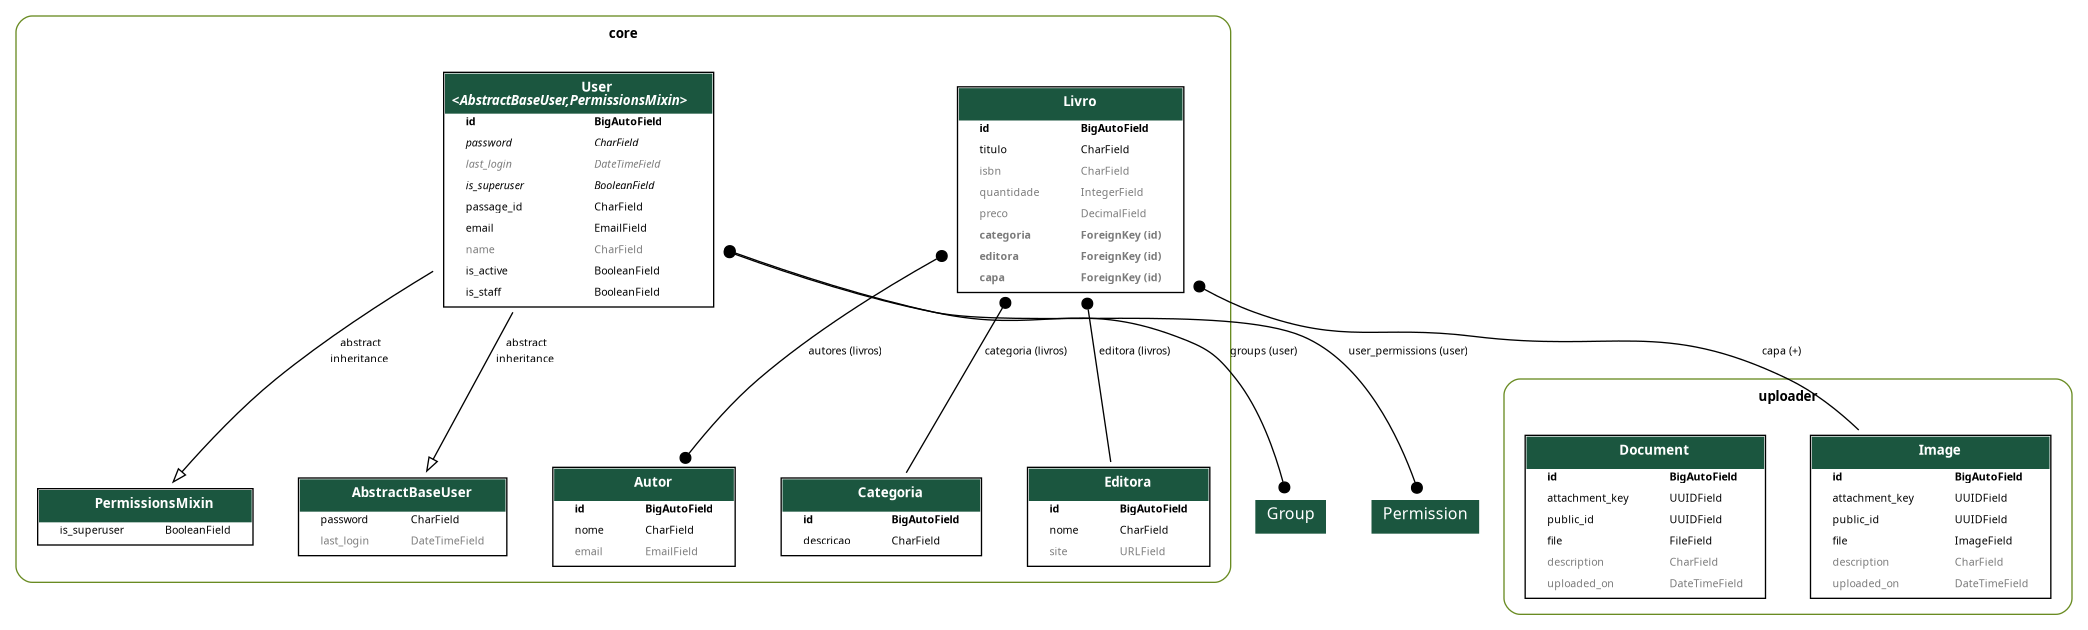 core
User
<AbstractBaseUser,PermissionsMixin>
id BigAutoField
password CharField
last_login DateTimeField
is_superuser BooleanField
passage_id CharField
email EmailField
name CharField
is_active BooleanField
is_staff BooleanField
Livro
id BigAutoField
titulo CharField
isbn CharField
quantidade IntegerField
preco DecimalField
categoria ForeignKey (id)
editora ForeignKey (id)
capa ForeignKey (id)
abstract
inheritance
abstract
inheritance
autores (livros)
categoria (livros)
editora (livros)
groups (user)
user_permissions (user)
capa (+)
PermissionsMixin
is_superuser BooleanField
AbstractBaseUser
password CharField
last_login DateTimeField
Autor
id BigAutoField
nome CharField
email EmailField
Categoria
id BigAutoField
descricao CharField
Editora
id BigAutoField
nome CharField
site URLField
Group
Permission
uploader
Document
id BigAutoField
attachment_key UUIDField
public_id UUIDField
file FileField
description CharField
uploaded_on DateTimeField
Image
id BigAutoField
attachment_key UUIDField
public_id UUIDField
file ImageField
description CharField
uploaded_on DateTimeField